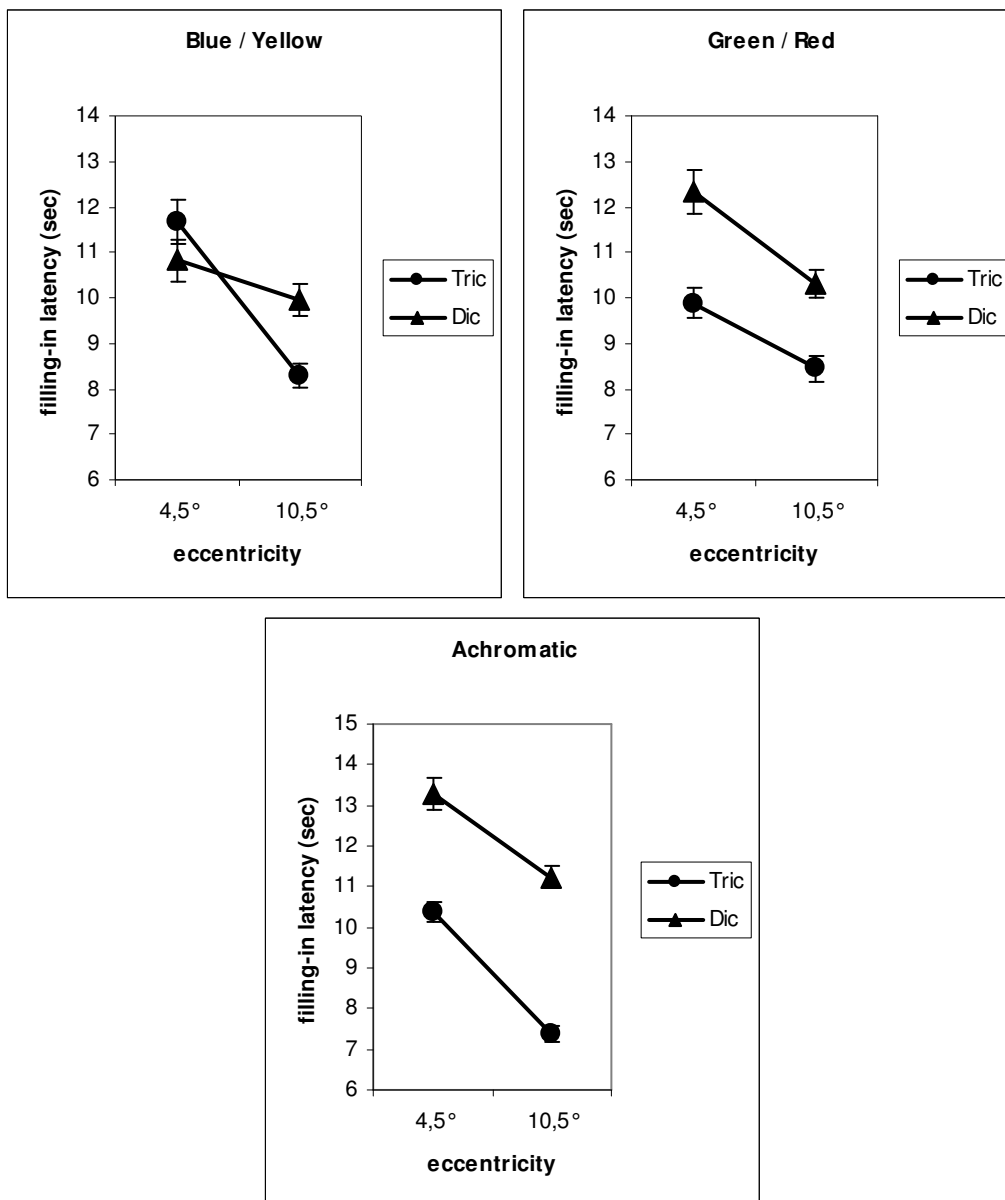 Blue / Yellow
14
13
12
11
10
9
8
7
6
filling-in latency (sec)
4,5°
10,5°
eccentricity
Tric
Dic
Green / Red
14
13
12
11
10
9
8
7
6
filling-in latency (sec)
4,5°
10,5°
eccentricity
Tric
Dic
Achromatic
15
14
13
12
11
10
9
8
7
6
filling-in latency (sec)
4,5°
10,5°
eccentricity
Tric
Dic